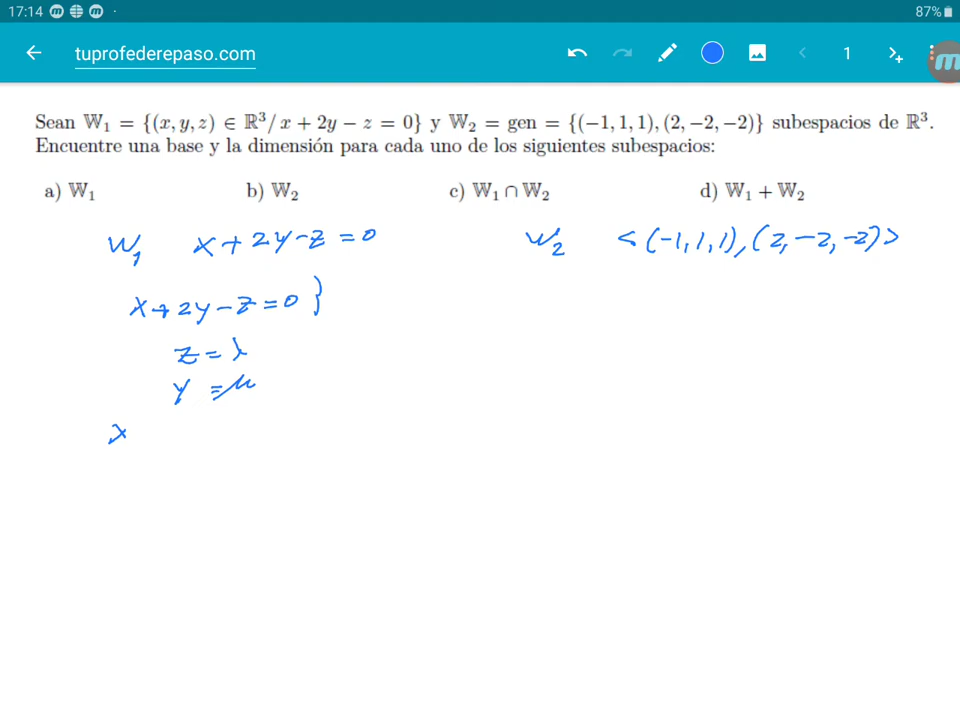 17:14 87%
tuprofederepaso.com 1
Sean 𝕎₁ = {(x, y, z) ∈ ℝ³/x + 2y − z = 0} y 𝕎₂ = gen = {(−1, 1, 1), (2, −2, −2)} subespacios de ℝ³.
Encuentre una base y la dimensión para cada uno de los siguientes subespacios:
a) 𝕎₁ b) 𝕎₂ c) 𝕎₁ ∩ 𝕎₂ d) 𝕎₁ + 𝕎₂
W₁ x + 2y − z = 0 W₂ < (−1, 1, 1), (2, −2, −2) >
x + 2y − z = 0 }
z = λ
y = μ
x